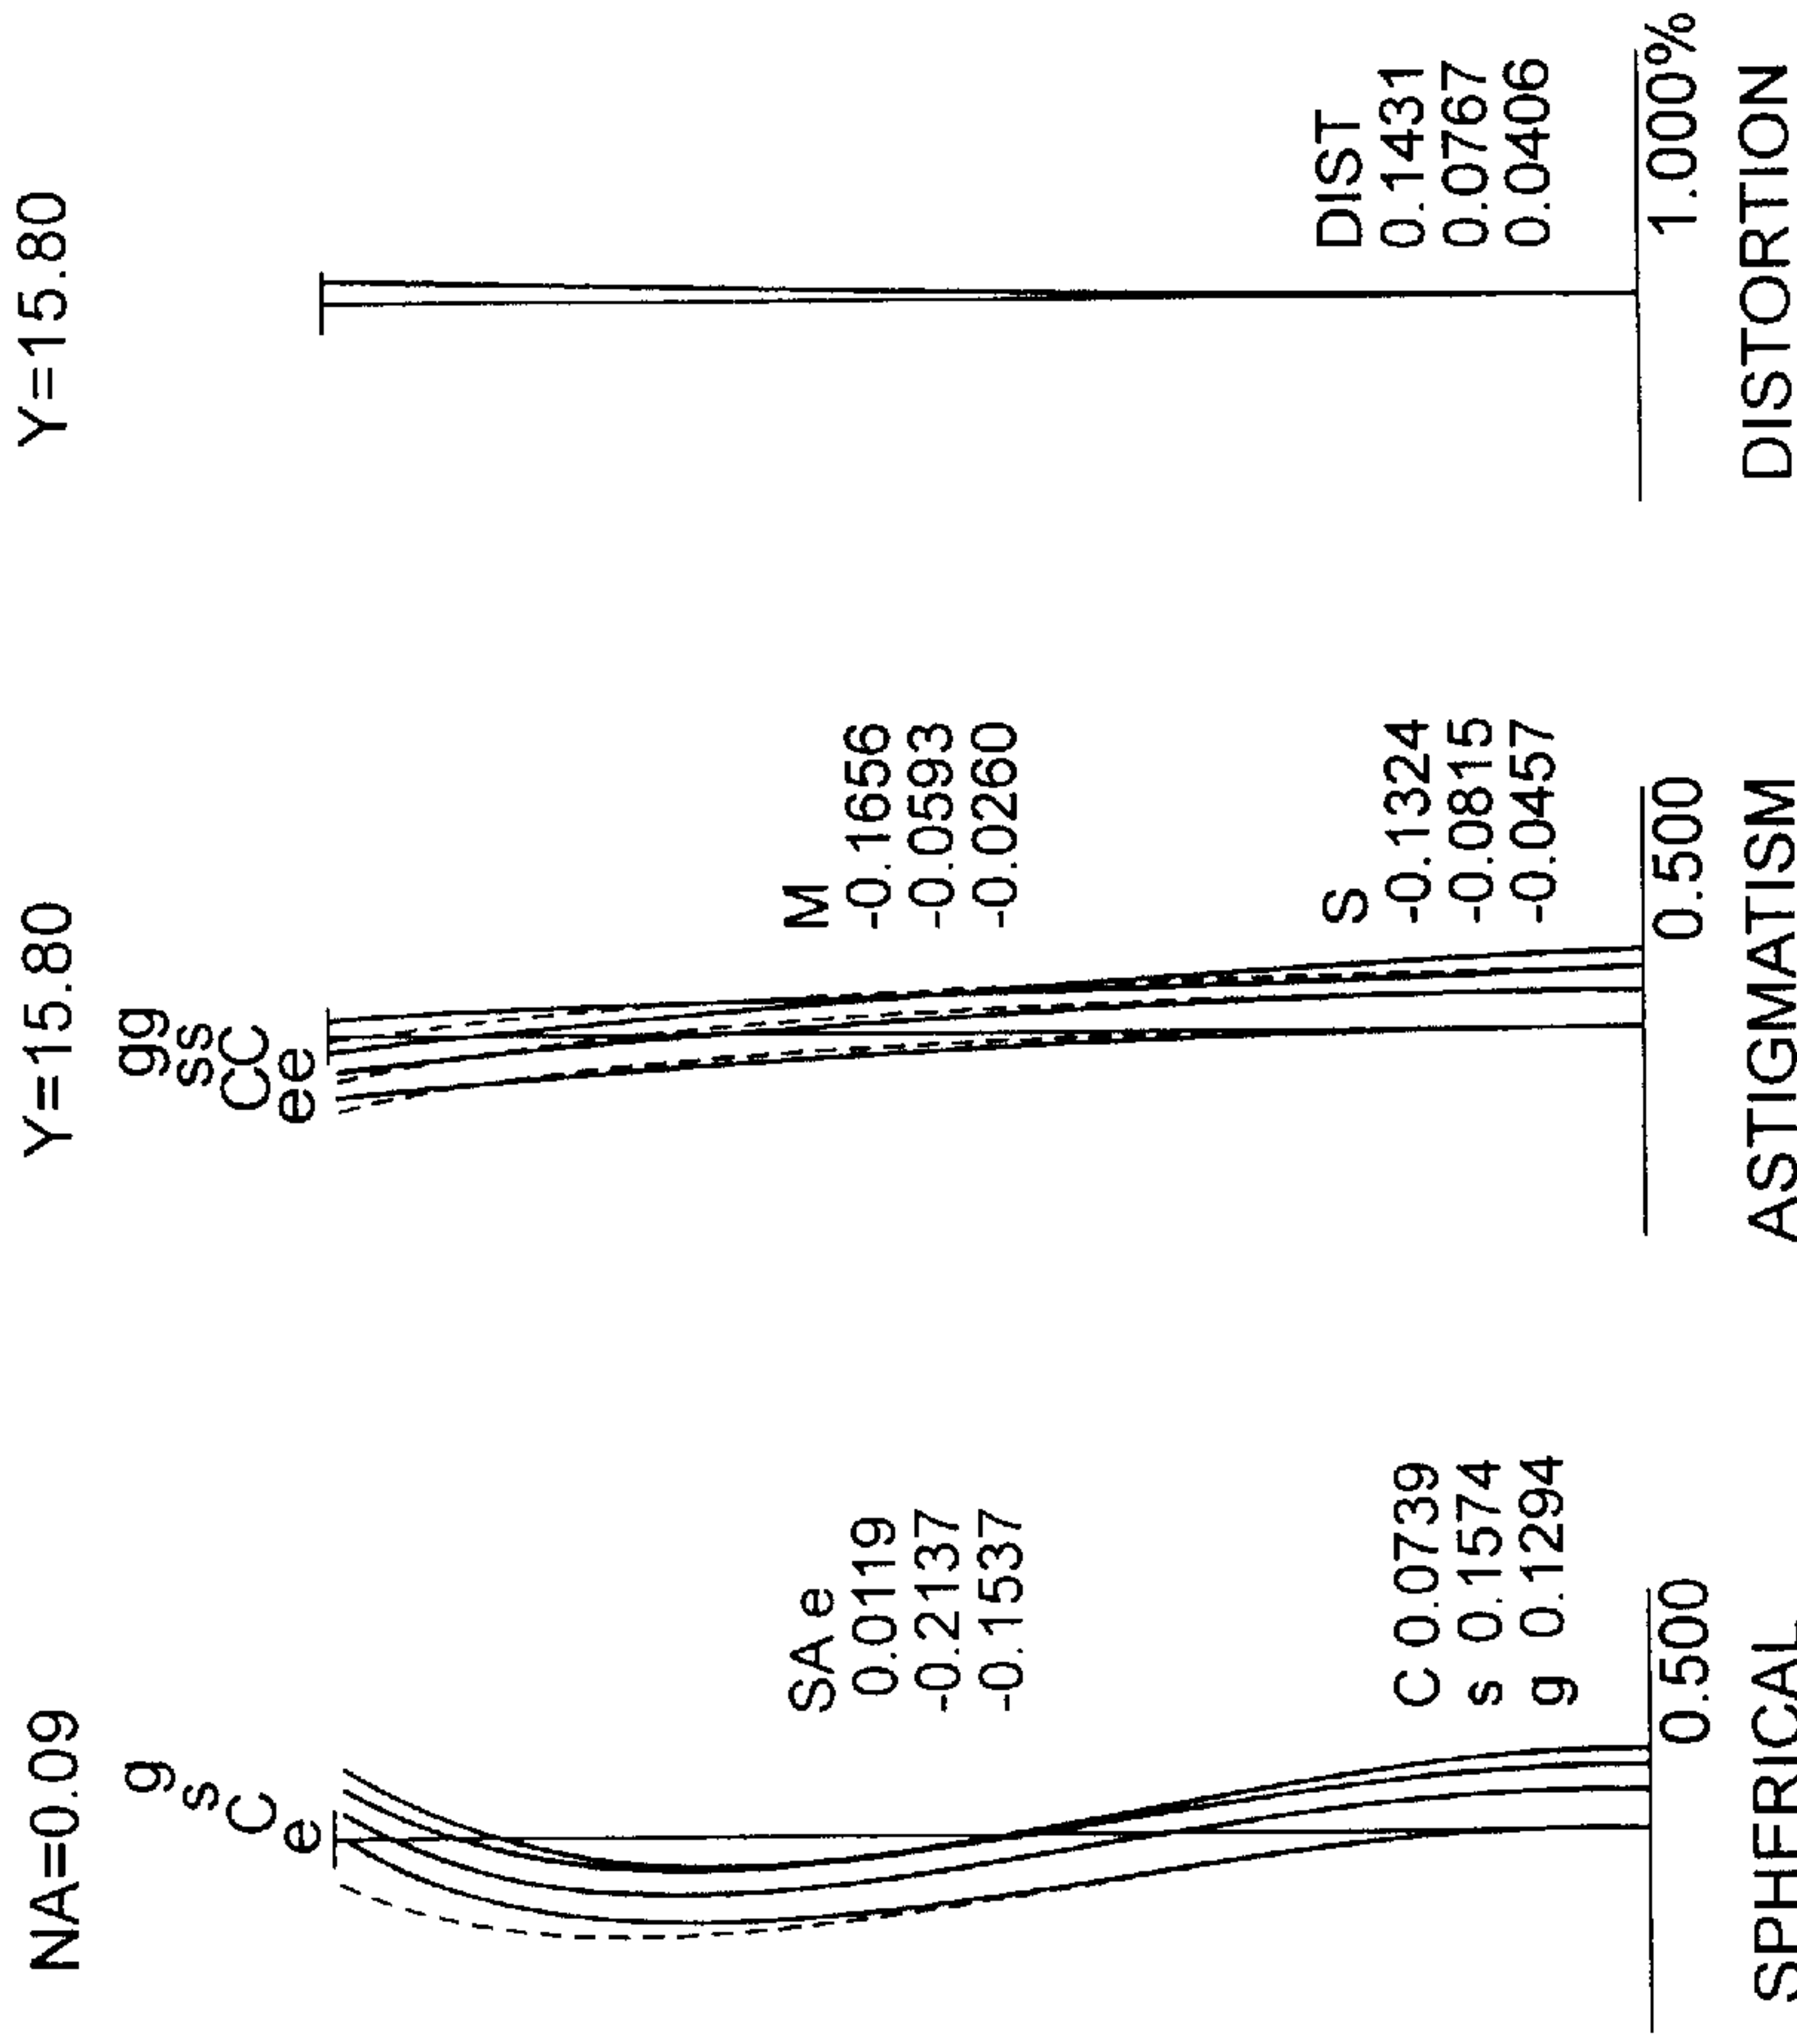 NA=0.09
g
s
C
e
SA e
0.0119
-0.2137
-0.1537
C 0.0739
s 0.1574
g 0.1294
0.500
SPHERICAL
Y=15.80
gg
ss
CC
ee
M
-0.1656
-0.0593
-0.0260
S
-0.1324
-0.0815
-0.0457
0.500
ASTIGMATISM
Y=15.80
DIST
0.1431
0.0767
0.0406
1.000%
DISTORTION